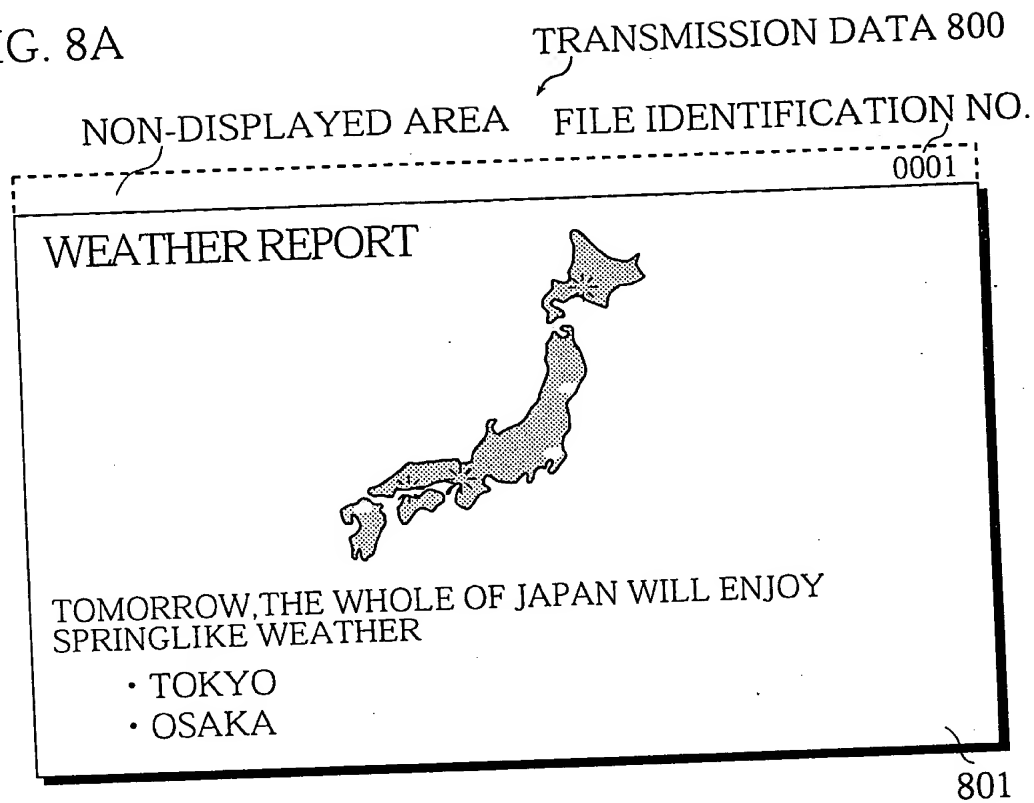 IG. 8A
TRANSMISSION DATA 800
NON-DISPLAYED AREA
FILE IDENTIFICATION NO.
0001
WEATHER REPORT
TOMORROW,THE WHOLE OF JAPAN WILL ENJOY
SPRINGLIKE WEATHER
· TOKYO
· OSAKA
801